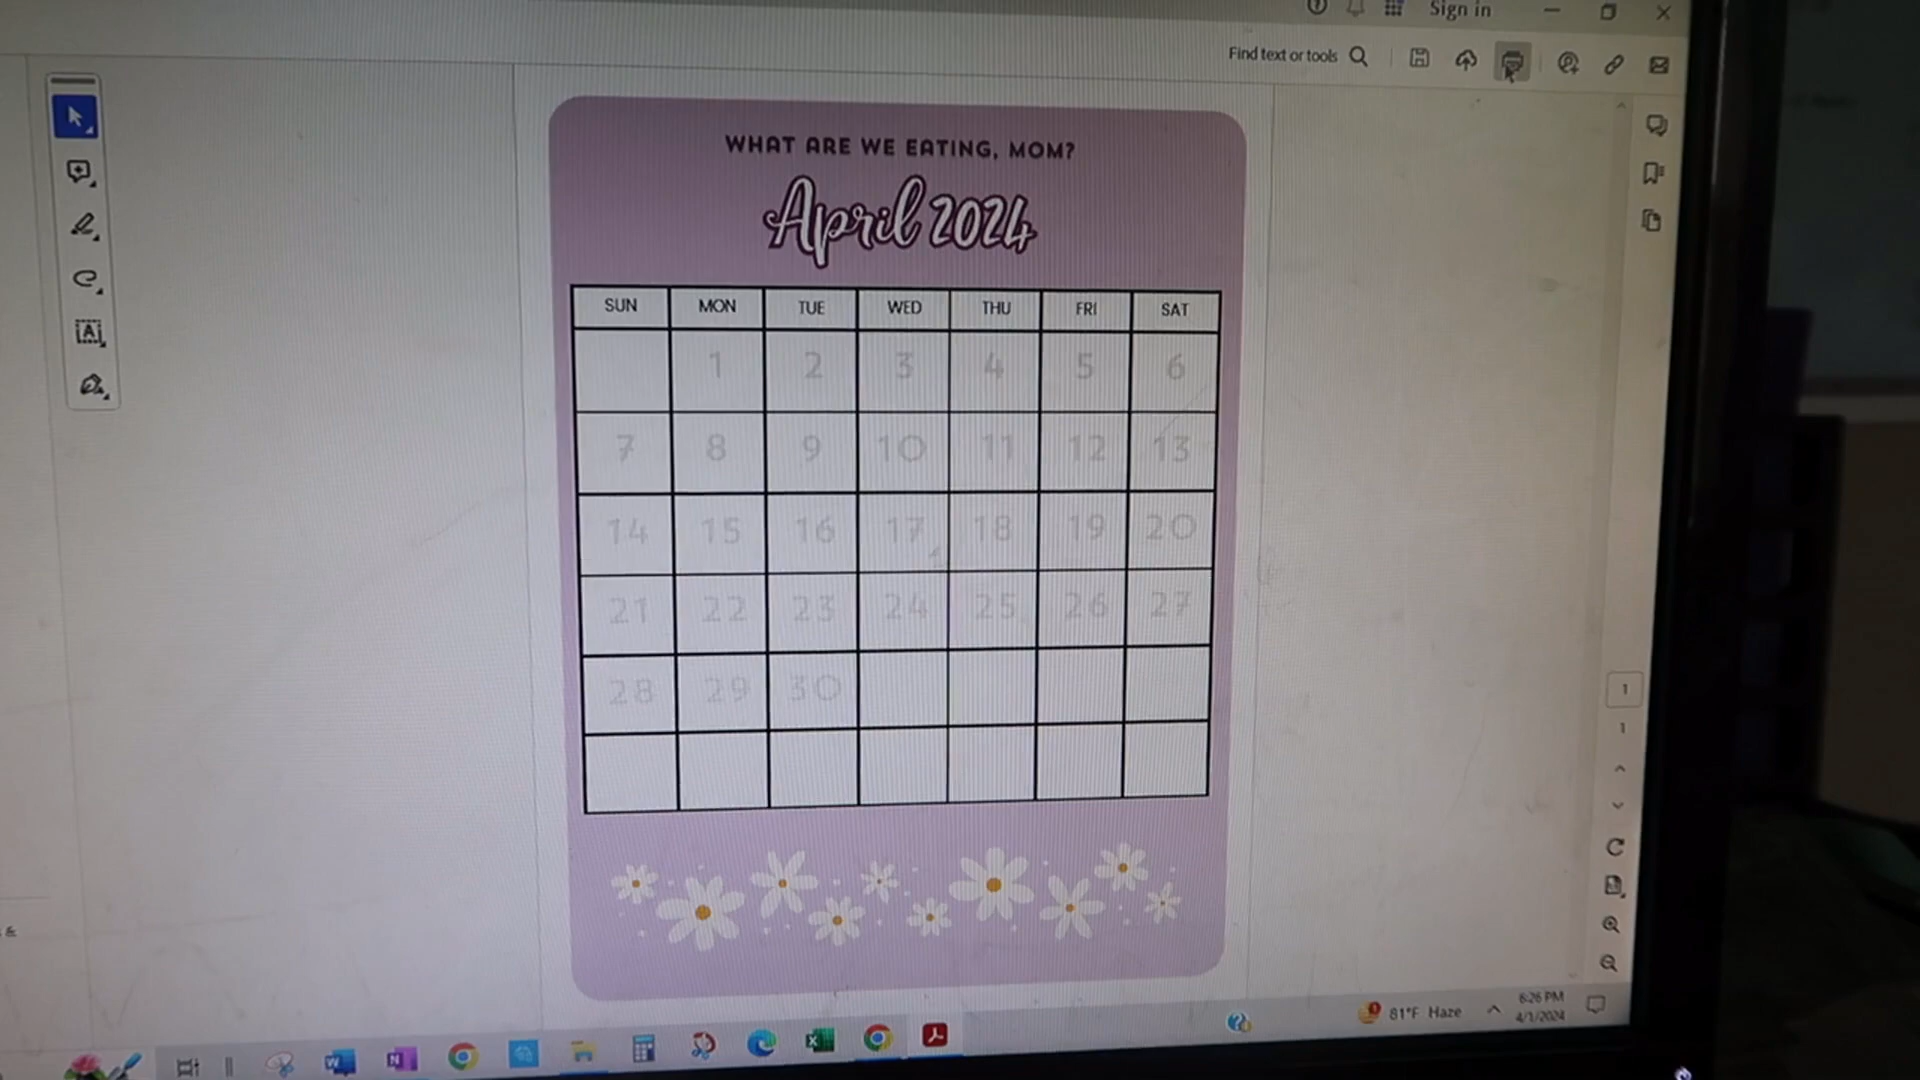 Sign in
Find text or tools
WHAT ARE WE EATING, MOM?
April 2024
SUN MON TUE WED THU FRI SAT
1 2 3 4 5 6
7 8 9 10 11 12 13
14 15 16 17 18 19 20
21 22 23 24 25 26 27
28 29 30
1
1
81°F Haze
6:26 PM
4/1/2024